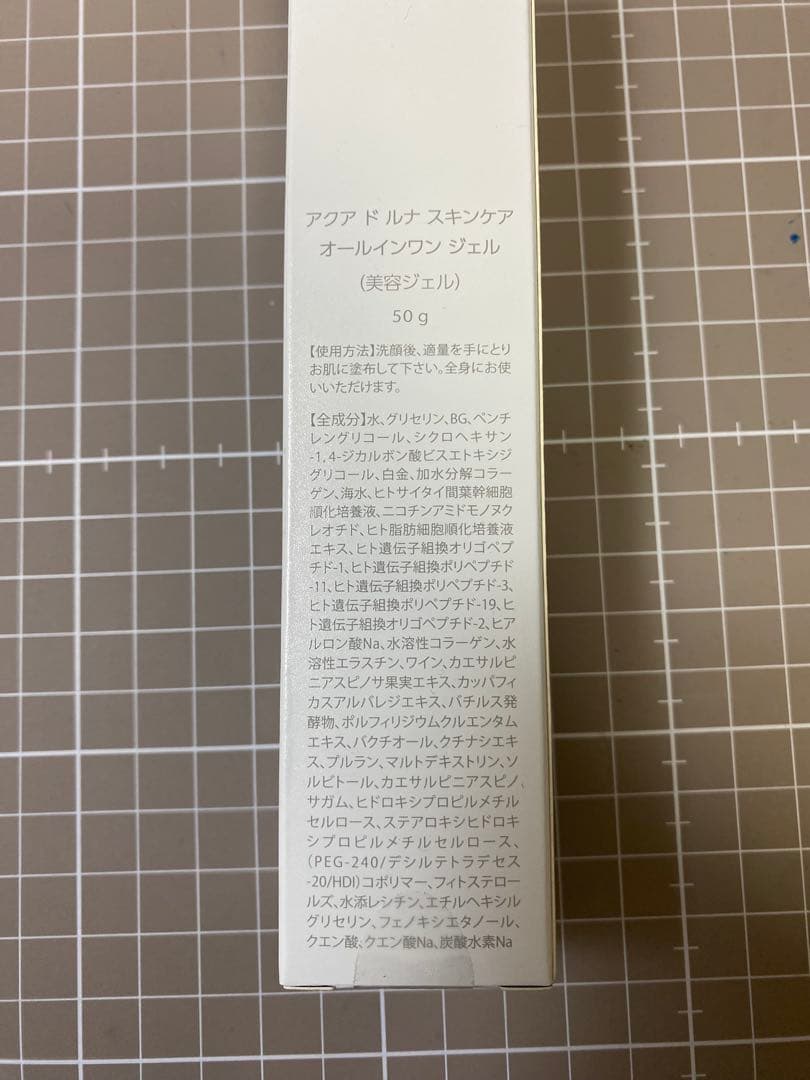 アクア ド ルナ スキンケア
オールインワン ジェル
(美容ジェル)
50 g
【使用方法】洗顔後、適量を手にとり
お肌に塗布して下さい。全身にお使
いいただけます。
【全成分】水、グリセリン、BG、ペンチ
レングリコール、シクロヘキサン
-1, 4-ジカルボン酸ビスエトキシジ
グリコール、白金、加水分解コラー
ゲン、海水、ヒトサイタイ間葉幹細胞
順化培養液、ニコチンアミドモノヌク
レオチド、ヒト脂肪細胞順化培養液
エキス、ヒト遺伝子組換オリゴペプ
チド-1、ヒト遺伝子組換ポリペプチド
-11、ヒト遺伝子組換ポリペプチド-3、
ヒト遺伝子組換ポリペプチド-19、ヒ
ト遺伝子組換オリゴペプチド-2、ヒア
ルロン酸Na、水溶性コラーゲン、水
溶性エラスチン、ワイン、カエサルピ
ニアスピノサ果実エキス、カッパフィ
カスアルバレジエキス、バチルス発
酵物、ポルフィリジウムクルエンタム
エキス、バクチオール、クチナシエキ
ス、プルラン、マルトデキストリン、ソ
ルビトール、カエサルピニアスピノ
サガム、ヒドロキシプロピルメチル
セルロース、ステアロキシヒドロキ
シプロピルメチルセルロース、
(PEG-240/デシルテトラデセス
-20/HDI)コポリマー、フィトステロー
ルズ、水添レシチン、エチルヘキシル
グリセリン、フェノキシエタノール、
クエン酸、クエン酸Na、炭酸水素Na